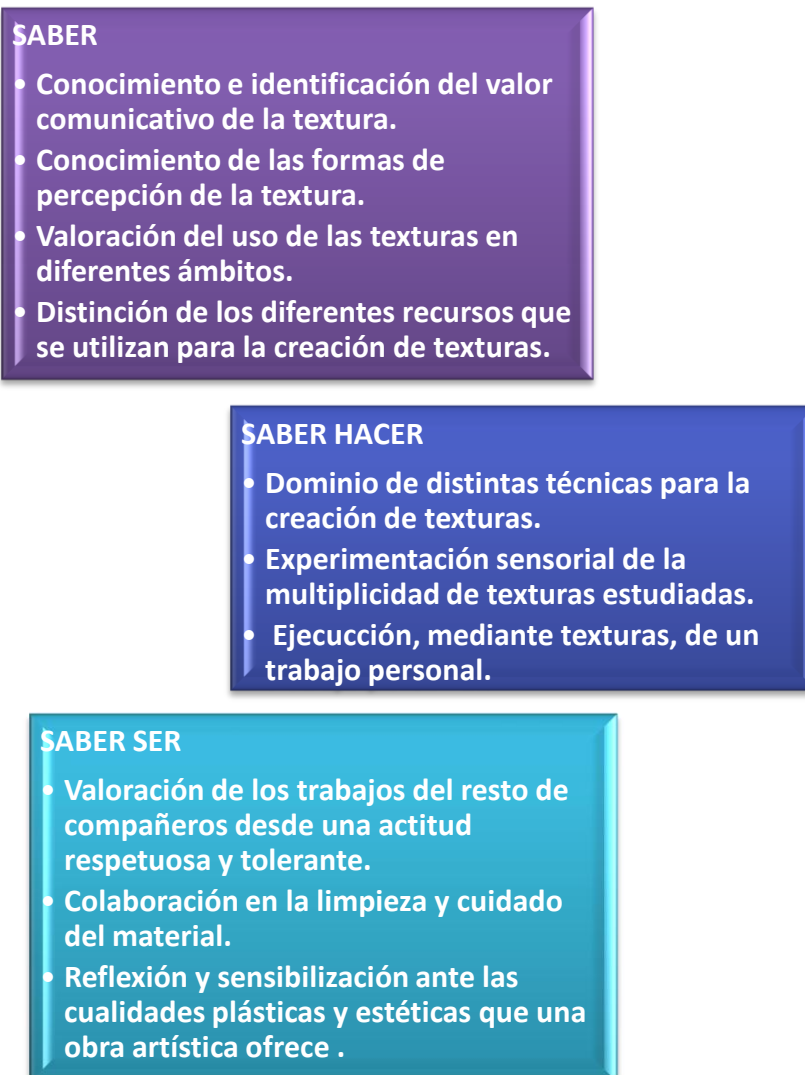 SABER
• Conocimiento e identificación del valor
comunicativo de la textura.
• Conocimiento de las formas de
percepción de la textura.
• Valoración del uso de las texturas en
diferentes ámbitos.
• Distinción de los diferentes recursos que
se utilizan para la creación de texturas.
SABER HACER
• Dominio de distintas técnicas para la
creación de texturas.
• Experimentación sensorial de la
multiplicidad de texturas estudiadas.
• Ejecucción, mediante texturas, de un
trabajo personal.
SABER SER
• Valoración de los trabajos del resto de
compañeros desde una actitud
respetuosa y tolerante.
• Colaboración en la limpieza y cuidado
del material.
• Reflexión y sensibilización ante las
cualidades plásticas y estéticas que una
obra artística ofrece .